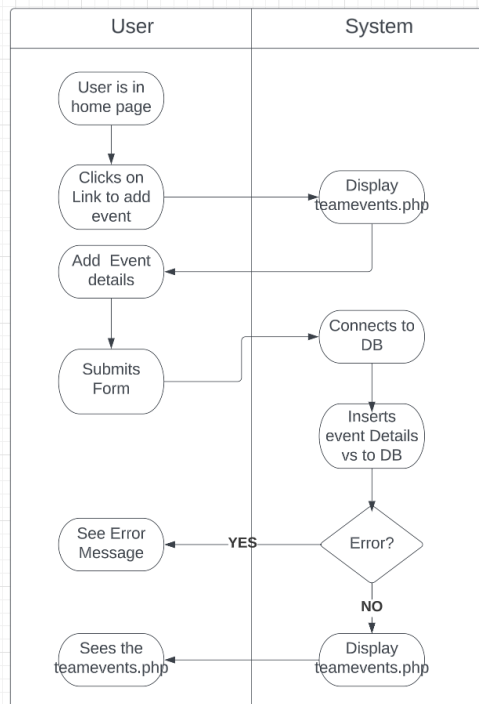 User
System
User is in
home page
Clicks on
Link to add
event
Display
teamevents.php
Add  Event
details
Connects to
DB
Submits
Form
Inserts
event Details
vs to DB
See Error
Message
YES
Error?
NO
Sees the
teamevents.php
Display
teamevents.php